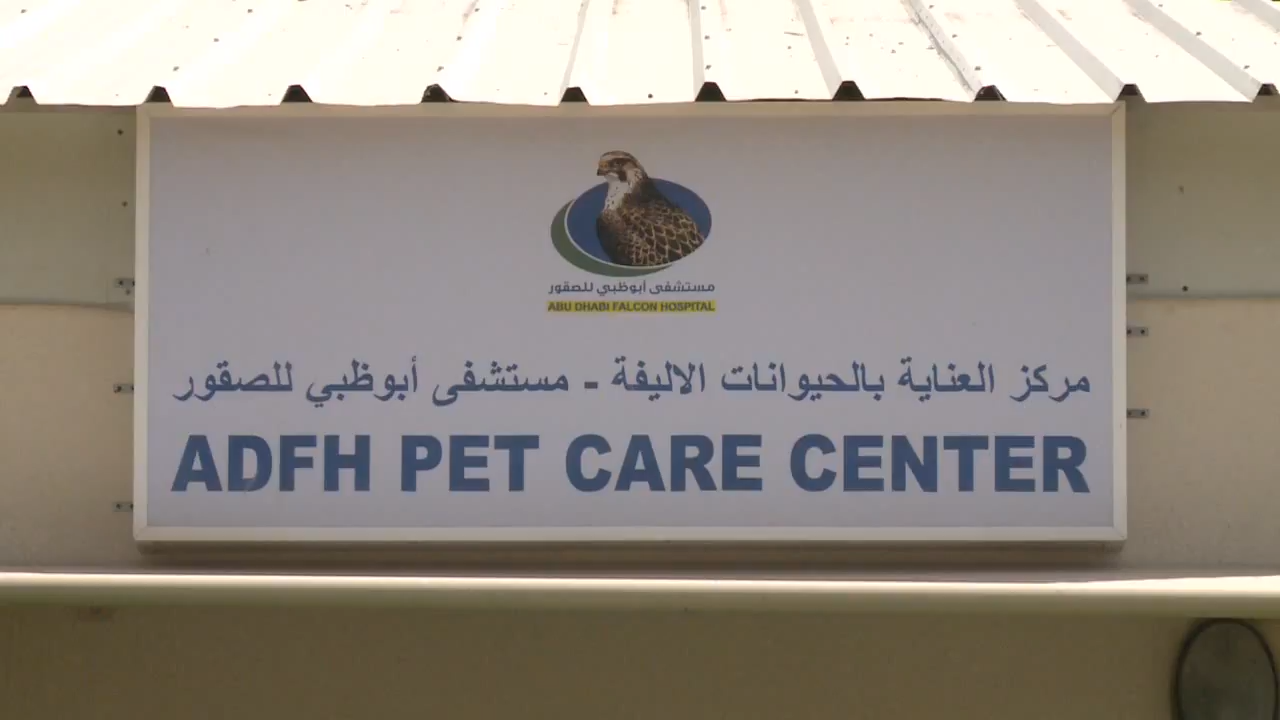 مستشفى أبوظبي للصقور
ABU DHABI FALCON HOSPITAL
مركز العناية بالحيوانات الاليفة - مستشفى أبوظبي للصقور
ADFH PET CARE CENTER